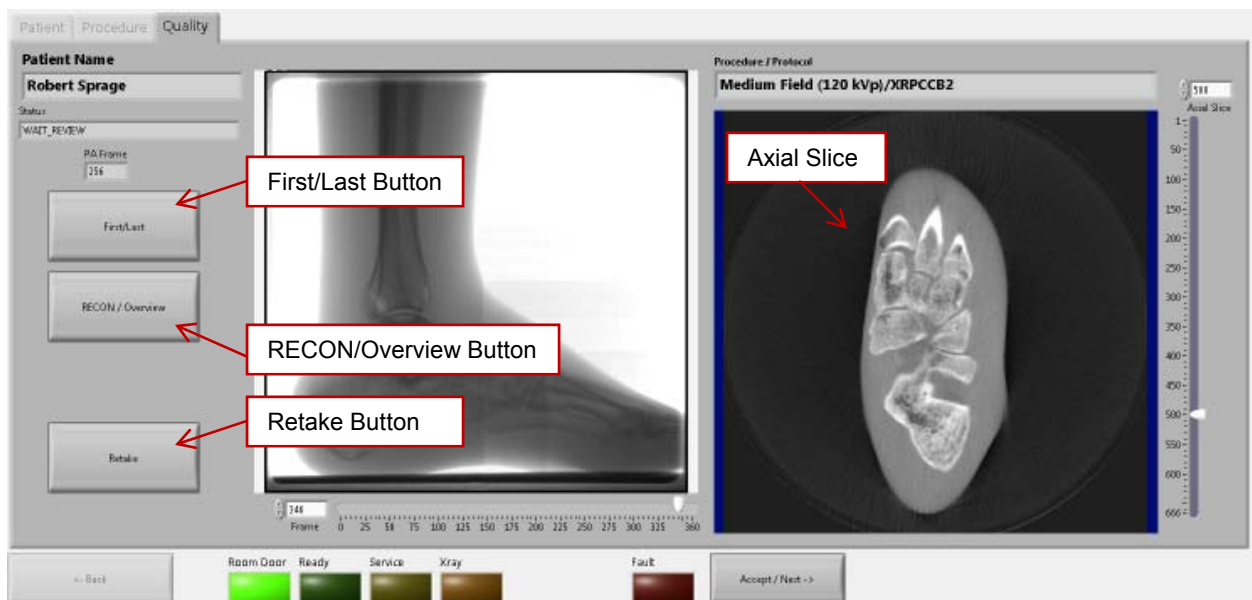 Patient Procedure Quality
Patient Name
Robert Sprage
Status
WAIT_REVIEW
PA Frame
256
First/Last
RECON / Overview
Retake
First/Last Button
RECON/Overview Button
Retake Button
346
Frame 0 25 50 75 100 125 150 175 200 225 250 275 300 325 360
Procedure / Protocol
Medium Field (120 kVp)/XRPCCB2
Axial Slice
500
Axial Slice
1
50
100
150
200
250
300
350
400
450
500
550
600
666
<- Back
Room Door Ready Service Xray Fault
Accept / Next ->